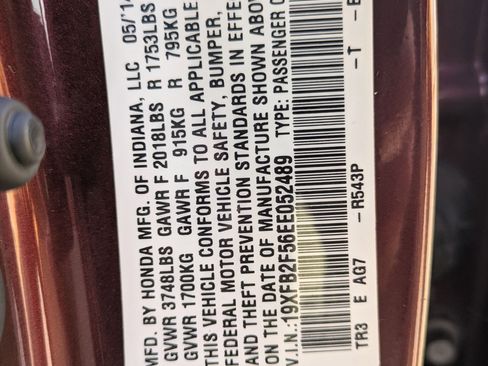 MFD. BY HONDA MFG. OF INDIANA, LLC 05/14
GVWR 3748LBS GAWR F 2018LBS R 1753LBS
GVWR 1700KG GAWR F 915KG R 795KG
THIS VEHICLE CONFORMS TO ALL APPLICABLE
FEDERAL MOTOR VEHICLE SAFETY, BUMPER,
AND THEFT PREVENTION STANDARDS IN EFFE
ON THE DATE OF MANUFACTURE SHOWN ABOV
V.I.N.:19XFB2F56EE052489 TYPE: PASSENGER C
TR3 E AG7 -R543P -T -E